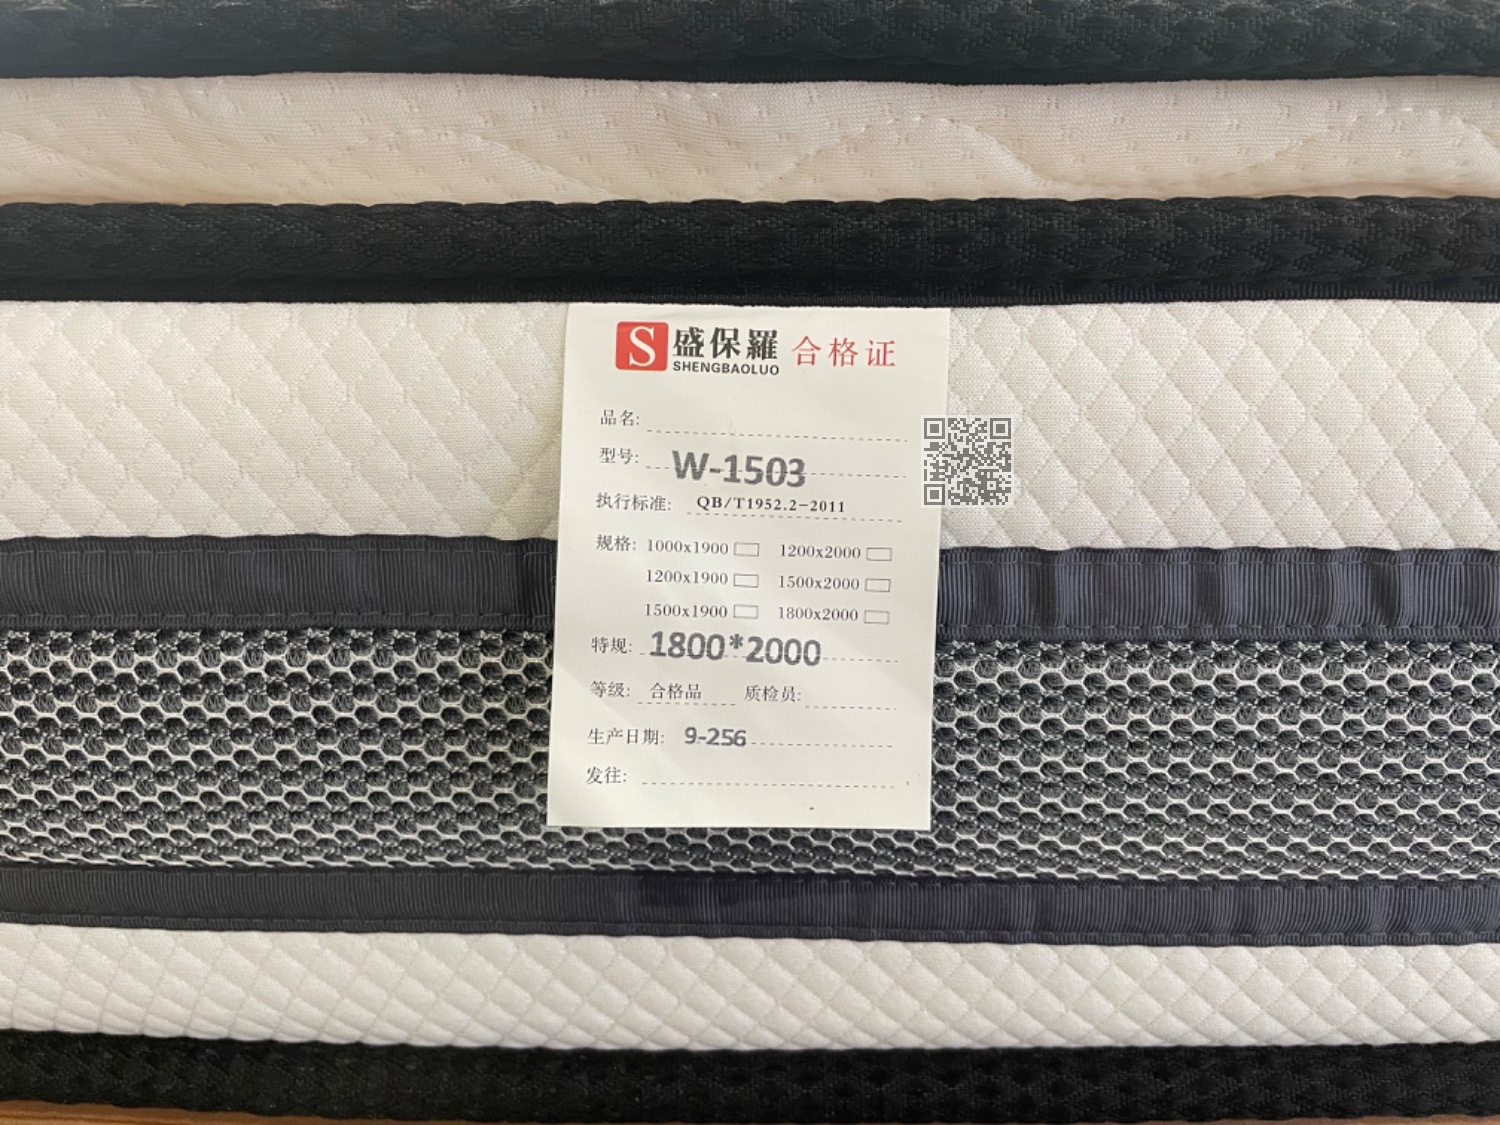 S 盛保羅 合格证
SHENGBAOLUO
品名:
型号: W-1503
执行标准: QB/T1952.2-2011
规格: 1000x1900 1200x2000
1200x1900 1500x2000
1500x1900 1800x2000
特规: 1800*2000
等级: 合格品 质检员:
生产日期: 9-256
发往: